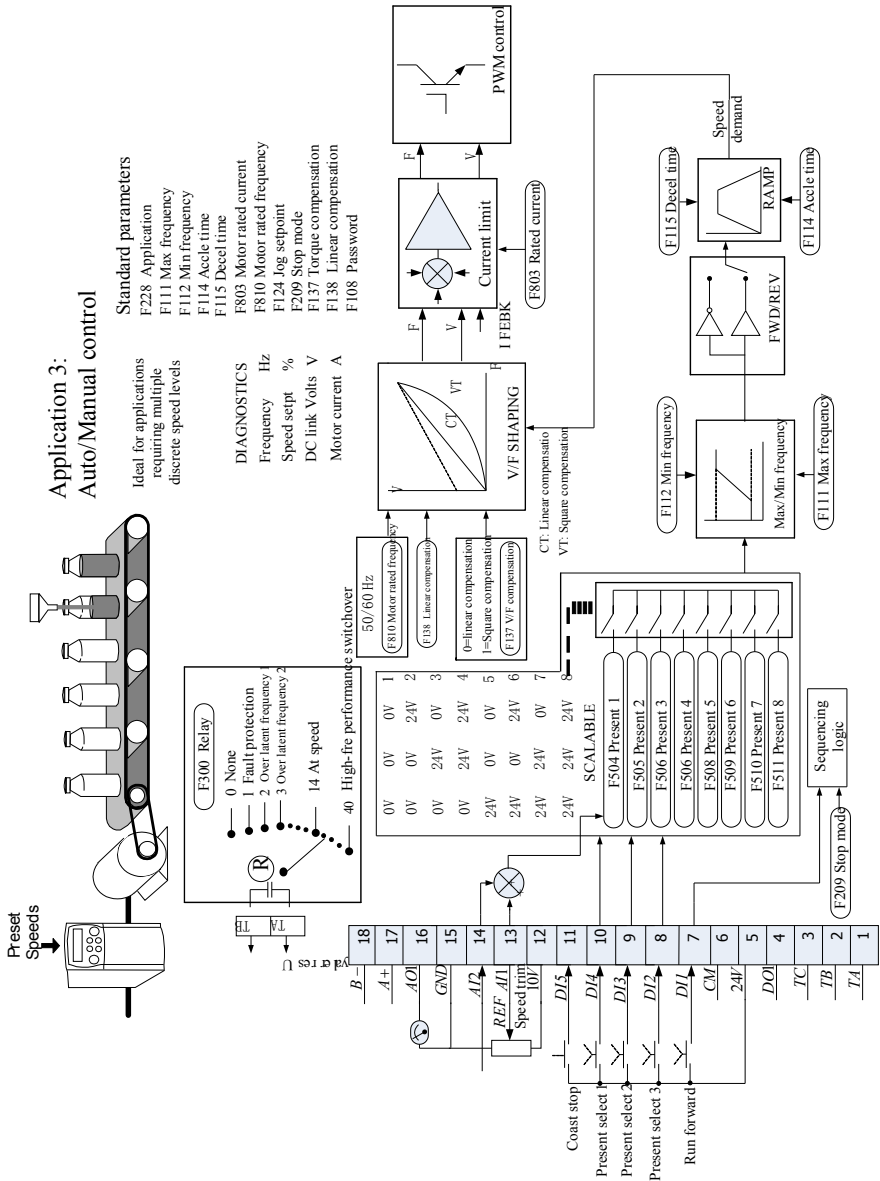 Preset
Speeds
Application 3:
Auto/Manual control
Ideal for applications
requiring multiple
discrete speed levels
Standard parameters
F228 Application
F111 Max frequency
F112 Min frequency
F114 Accle time
F115 Decel time
F803 Motor rated current
F810 Motor rated frequency
F124 Jog setpoint
F209 Stop mode
F137 Torque compensation
F138 Linear compensation
F108 Password
DIAGNOSTICS
Frequency Hz
Speed setpt %
DC link Volts V
Motor current A
F300 Relay
0 None
1 Fault protection
2 Over latent frequency 1
3 Over latent frequency 2
14 At speed
40 High-fre performance switchover
R
TB
TA
50/60 Hz
F810 Motor rated frequency
F138 Linear compensation
0=linear compensation
1=Square compensation
F137 V/F compensation
V
CT
VT
F
V/F SHAPING
CT: Linear compensatio
VT: Square compensation
F
V
I FEBK
Current limit
F803 Rated current
F
V
PWM control
0V 0V 0V 1
0V 0V 24V 2
0V 24V 0V 3
0V 24V 24V 4
24V 0V 0V 5
24V 0V 24V 6
24V 24V 0V 7
24V 24V 24V 8
SCALABLE
F504 Present 1
F505 Present 2
F506 Present 3
F506 Present 4
F508 Present 5
F509 Present 6
F510 Present 7
F511 Present 8
F112 Min frequency
Max/Min frequency
F111 Max frequency
FWD/REV
F115 Decel time
RAMP
F114 Accle time
Speed
demand
Sequencing
logic
F209 Stop mode
B- 18
A+ 17
AO1 16
GND 15
AI2 14
REF AI1 13
Speed trim
10V 12
DI5 11
DI4 10
DI3 9
DI2 8
DI1 7
CM 6
24V 5
DO1 4
TC 3
TB 2
TA 1
Coast stop
Present select 1
Present select 2
Present select 3
Run forward